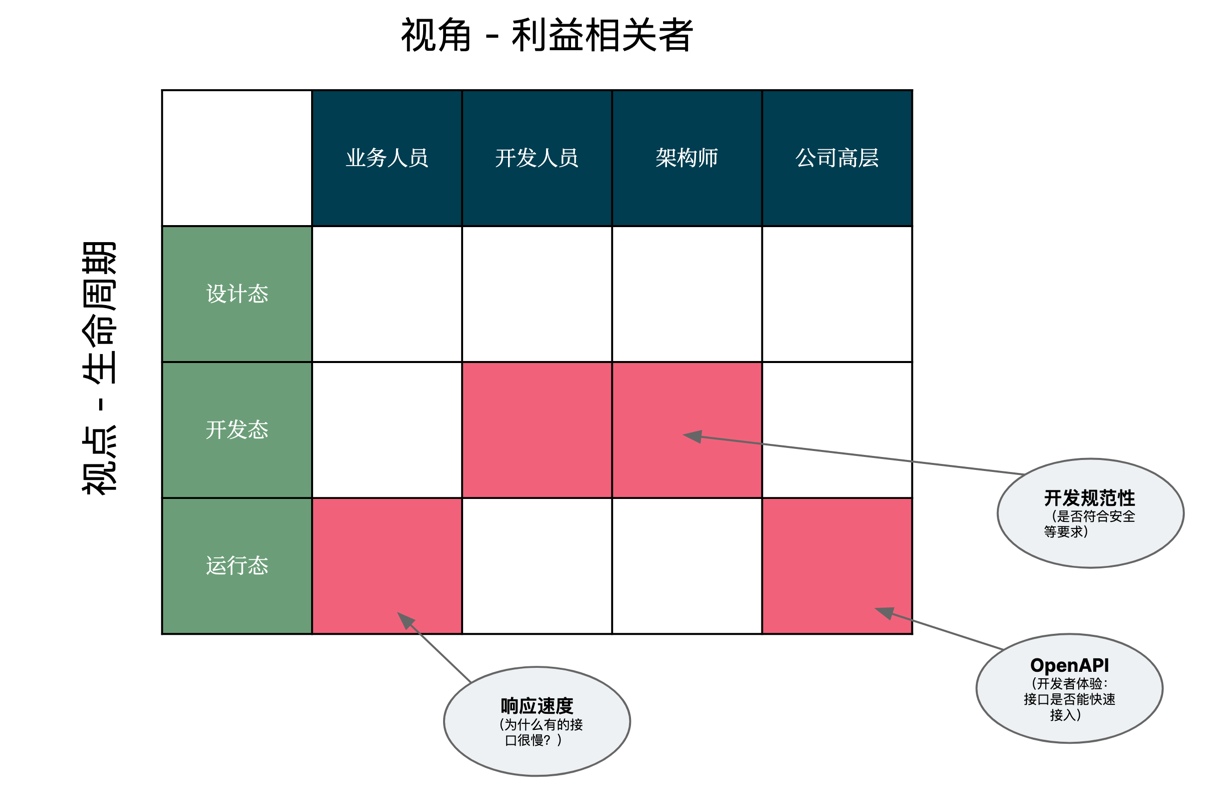 视角 - 利益相关者
业务人员
开发人员
架构师
公司高层
视点 - 生命周期
设计态
开发态
运行态
开发规范性
（是否符合安全
等要求）
OpenAPI
（开发者体验：
接口是否能快速
接入）
响应速度
（为什么有的接
口很慢？）